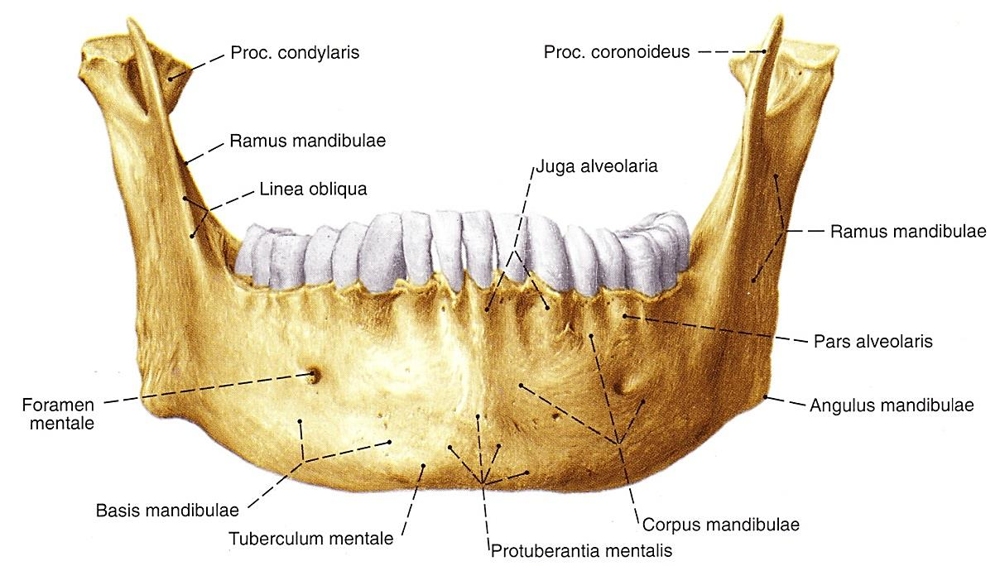 Proc. condylaris
Proc. coronoideus
Ramus mandibulae
Juga alveolaria
Linea obliqua
Ramus mandibulae
Pars alveolaris
Foramen
mentale
Angulus mandibulae
Basis mandibulae
Tuberculum mentale
Corpus mandibulae
Protuberantia mentalis